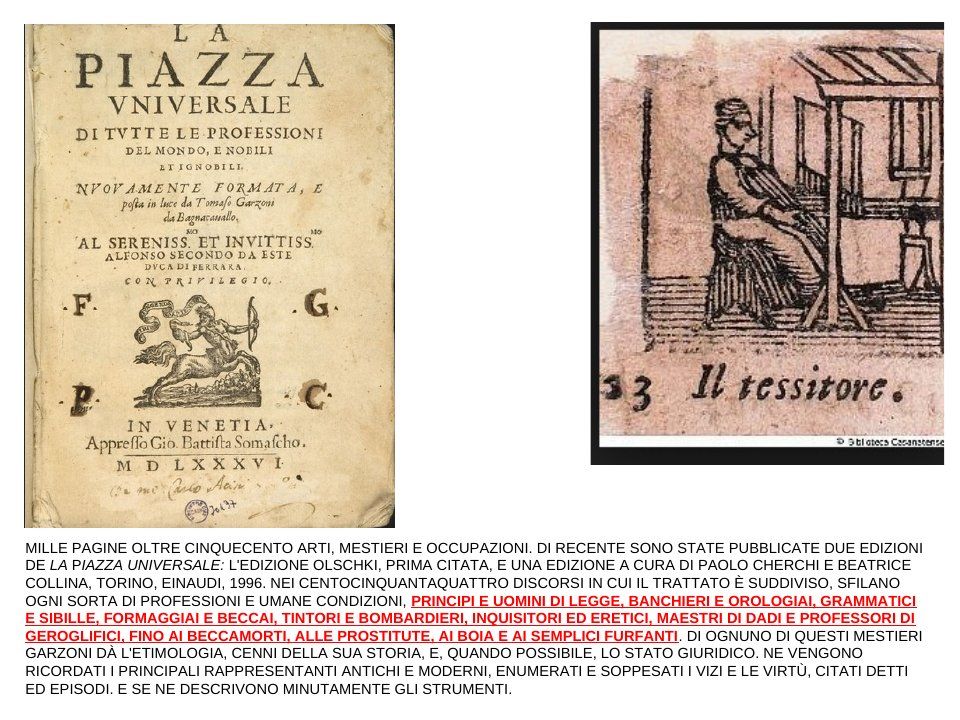 LA
PIAZZA
VNIVERSALE
DI TVTTE LE PROFESSIONI
DEL MONDO, E NOBILI
ET IGNOBILI.
NVOVAMENTE FORMATA, E
posta in luce da Tomaso Garzoni
da Bagnacauallo.
AL SERENISS.MO ET INVITTISS.MO
ALFONSO SECONDO DA ESTE
DVCA DI FERRARA.
CON PRIVILEGIO.
F G
P C
IN VENETIA,
Appresso Gio. Battista Somascho.
MDLXXXVI.
33 Il tessitore.
© Biblioteca Casanatense
MILLE PAGINE OLTRE CINQUECENTO ARTI, MESTIERI E OCCUPAZIONI. DI RECENTE SONO STATE PUBBLICATE DUE EDIZIONI
DE LA PIAZZA UNIVERSALE: L'EDIZIONE OLSCHKI, PRIMA CITATA, E UNA EDIZIONE A CURA DI PAOLO CHERCHI E BEATRICE
COLLINA, TORINO, EINAUDI, 1996. NEI CENTOCINQUANTAQUATTRO DISCORSI IN CUI IL TRATTATO È SUDDIVISO, SFILANO
OGNI SORTA DI PROFESSIONI E UMANE CONDIZIONI, PRINCIPI E UOMINI DI LEGGE, BANCHIERI E OROLOGIAI, GRAMMATICI
E SIBILLE, FORMAGGIAI E BECCAI, TINTORI E BOMBARDIERI, INQUISITORI ED ERETICI, MAESTRI DI DADI E PROFESSORI DI
GEROGLIFICI, FINO AI BECCAMORTI, ALLE PROSTITUTE, AI BOIA E AI SEMPLICI FURFANTI. DI OGNUNO DI QUESTI MESTIERI
GARZONI DÀ L'ETIMOLOGIA, CENNI DELLA SUA STORIA, E, QUANDO POSSIBILE, LO STATO GIURIDICO. NE VENGONO
RICORDATI I PRINCIPALI RAPPRESENTANTI ANTICHI E MODERNI, ENUMERATI E SOPPESATI I VIZI E LE VIRTÙ, CITATI DETTI
ED EPISODI. E SE NE DESCRIVONO MINUTAMENTE GLI STRUMENTI.